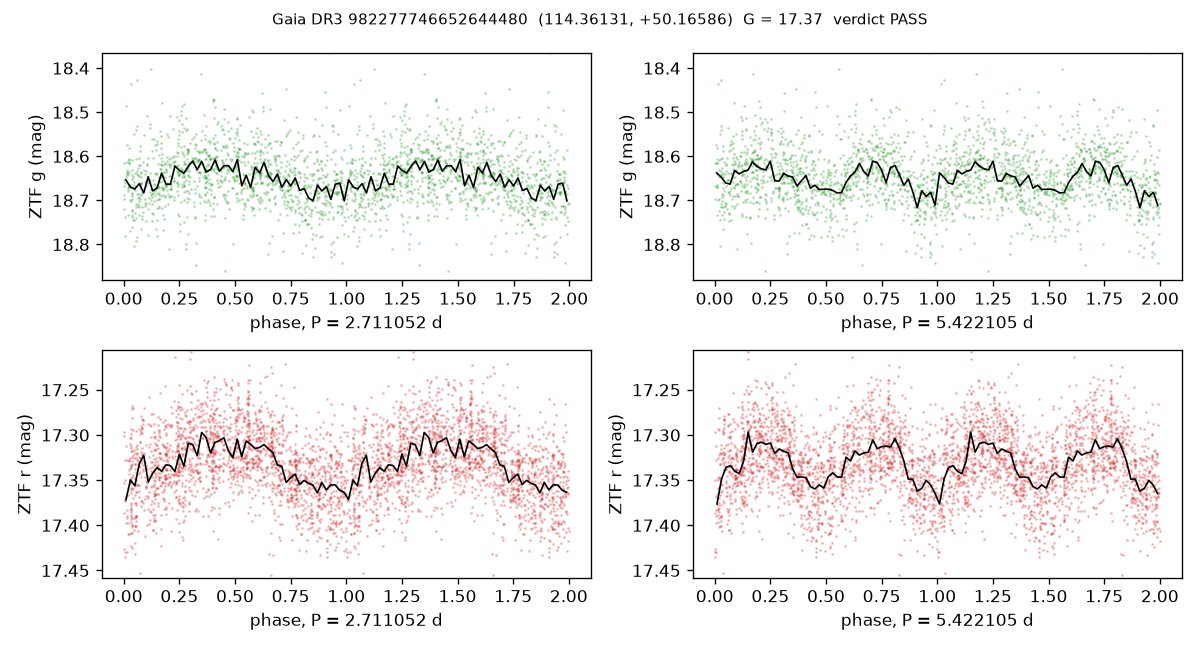 Gaia DR3 982277746652644480 (114.36131, +50.16586) G = 17.37 verdict PASS
ZTF g (mag)
18.4
18.5
18.6
18.7
18.8
0.00 0.25 0.50 0.75 1.00 1.25 1.50 1.75 2.00
phase, P = 2.711052 d
ZTF g (mag)
18.4
18.5
18.6
18.7
18.8
0.00 0.25 0.50 0.75 1.00 1.25 1.50 1.75 2.00
phase, P = 5.422105 d
ZTF r (mag)
17.25
17.30
17.35
17.40
17.45
0.00 0.25 0.50 0.75 1.00 1.25 1.50 1.75 2.00
phase, P = 2.711052 d
ZTF r (mag)
17.25
17.30
17.35
17.40
17.45
0.00 0.25 0.50 0.75 1.00 1.25 1.50 1.75 2.00
phase, P = 5.422105 d